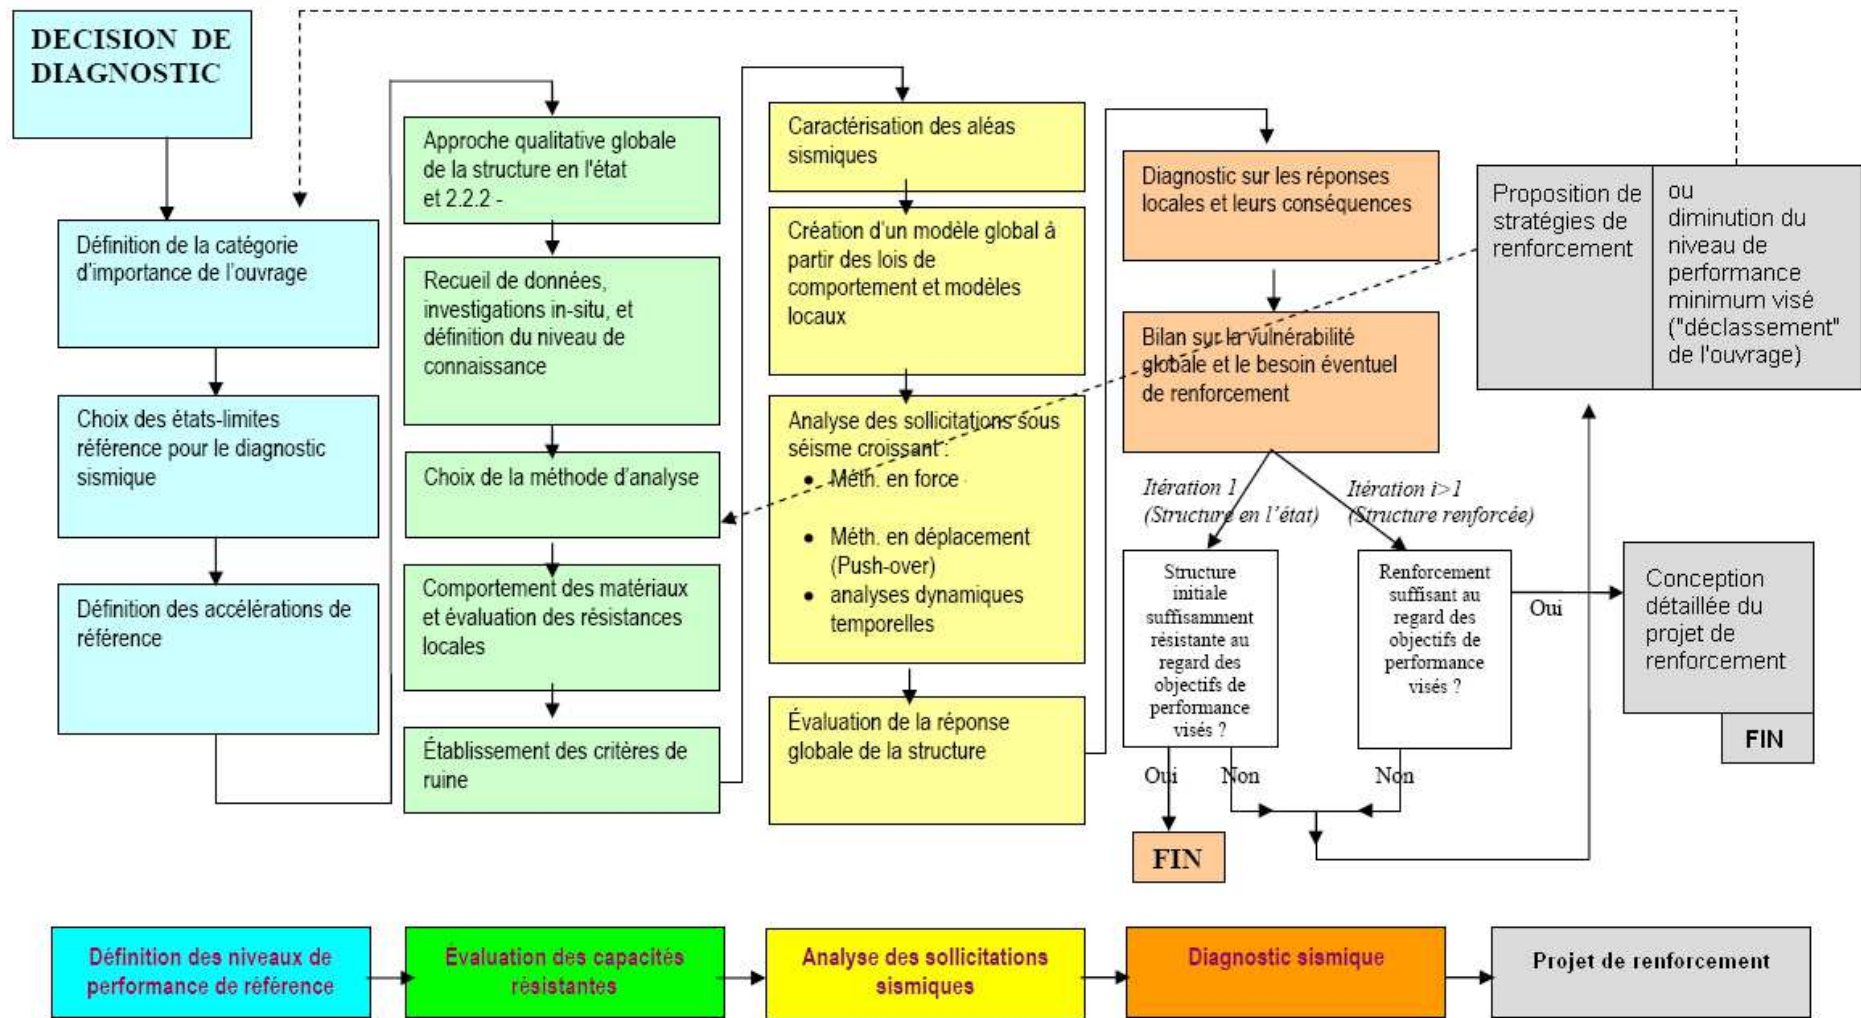 DECISION DE
DIAGNOSTIC
Définition de la catégorie
d'importance de l'ouvrage
Choix des états-limites
référence pour le diagnostic
sismique
Définition des accélérations de
référence
Approche qualitative globale
de la structure en l'état
et 2.2.2 -
Recueil de données,
investigations in-situ, et
définition du niveau de
connaissance
Choix de la méthode d'analyse
Comportement des matériaux
et évaluation des résistances
locales
Établissement des critères de
ruine
Caractérisation des aléas
sismiques
Création d'un modèle global à
partir des lois de
comportement et modèles
locaux
Analyse des sollicitations sous
séisme croissant :
• Méth. en force
• Méth. en déplacement
(Push-over)
• analyses dynamiques
temporelles
Évaluation de la réponse
globale de la structure
Diagnostic sur les réponses
locales et leurs conséquences
Bilan sur la vulnérabilité
globale et le besoin éventuel
de renforcement
Itération 1
(Structure en l'état)
Itération i>1
(Structure renforcée)
Structure
initiale
suffisamment
résistante au
regard des
objectifs de
performance
visés ?
Renforcement
suffisant au
regard des
objectifs de
performance
visés ?
Oui
Non
Non
Oui
FIN
Proposition de
stratégies de
renforcement
ou
diminution du
niveau de
performance
minimum visé
("déclassement"
de l'ouvrage)
Conception
détaillée du
projet de
renforcement
FIN
Définition des niveaux de
performance de référence
Évaluation des capacités
résistantes
Analyse des sollicitations
sismiques
Diagnostic sismique
Projet de renforcement